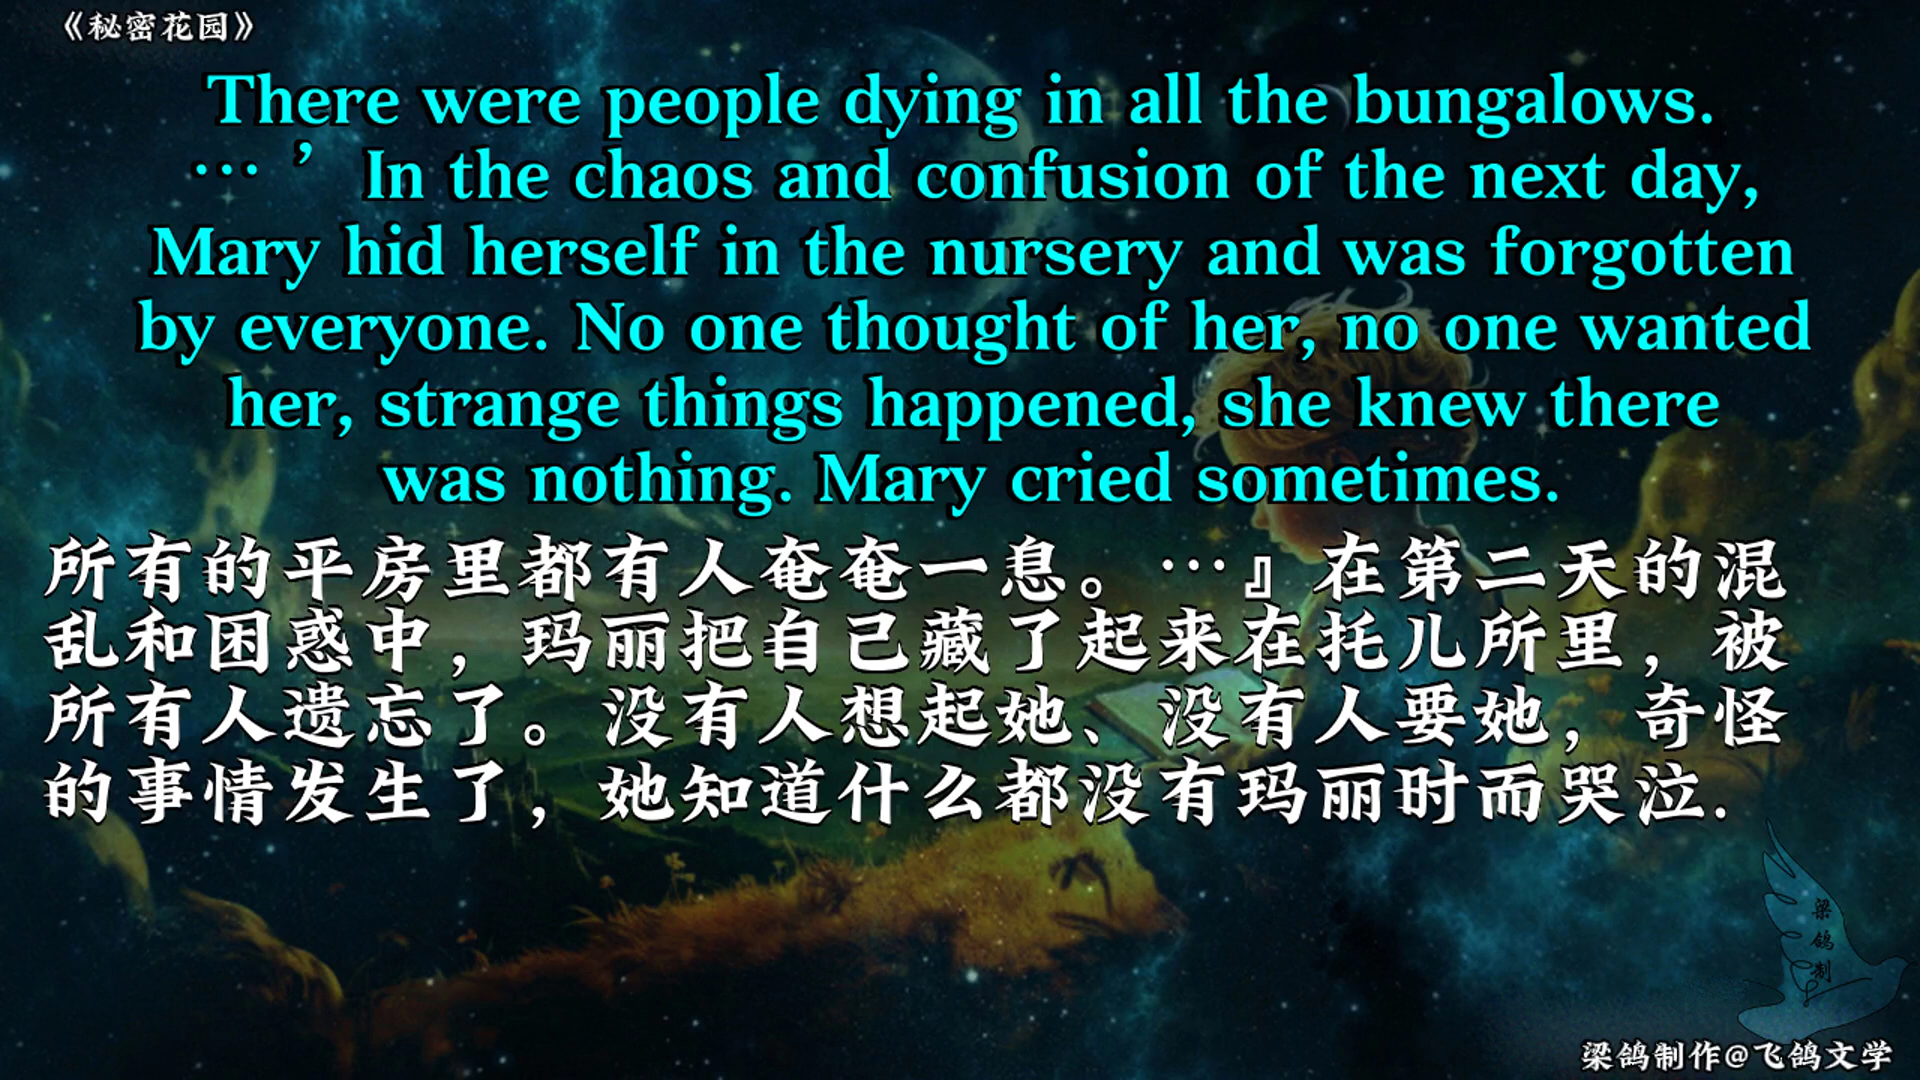 《秘密花园》
There were people dying in all the bungalows.
…’ In the chaos and confusion of the next day,
Mary hid herself in the nursery and was forgotten
by everyone. No one thought of her, no one wanted
her, strange things happened, she knew there
was nothing. Mary cried sometimes.
所有的平房里都有人奄奄一息。…』在第二天的混
乱和困惑中，玛丽把自己藏了起来在托儿所里，被
所有人遗忘了。没有人想起她、没有人要她，奇怪
的事情发生了，她知道什么都没有玛丽时而哭泣.
梁
鸽
制
梁鸽制作@飞鸽文学